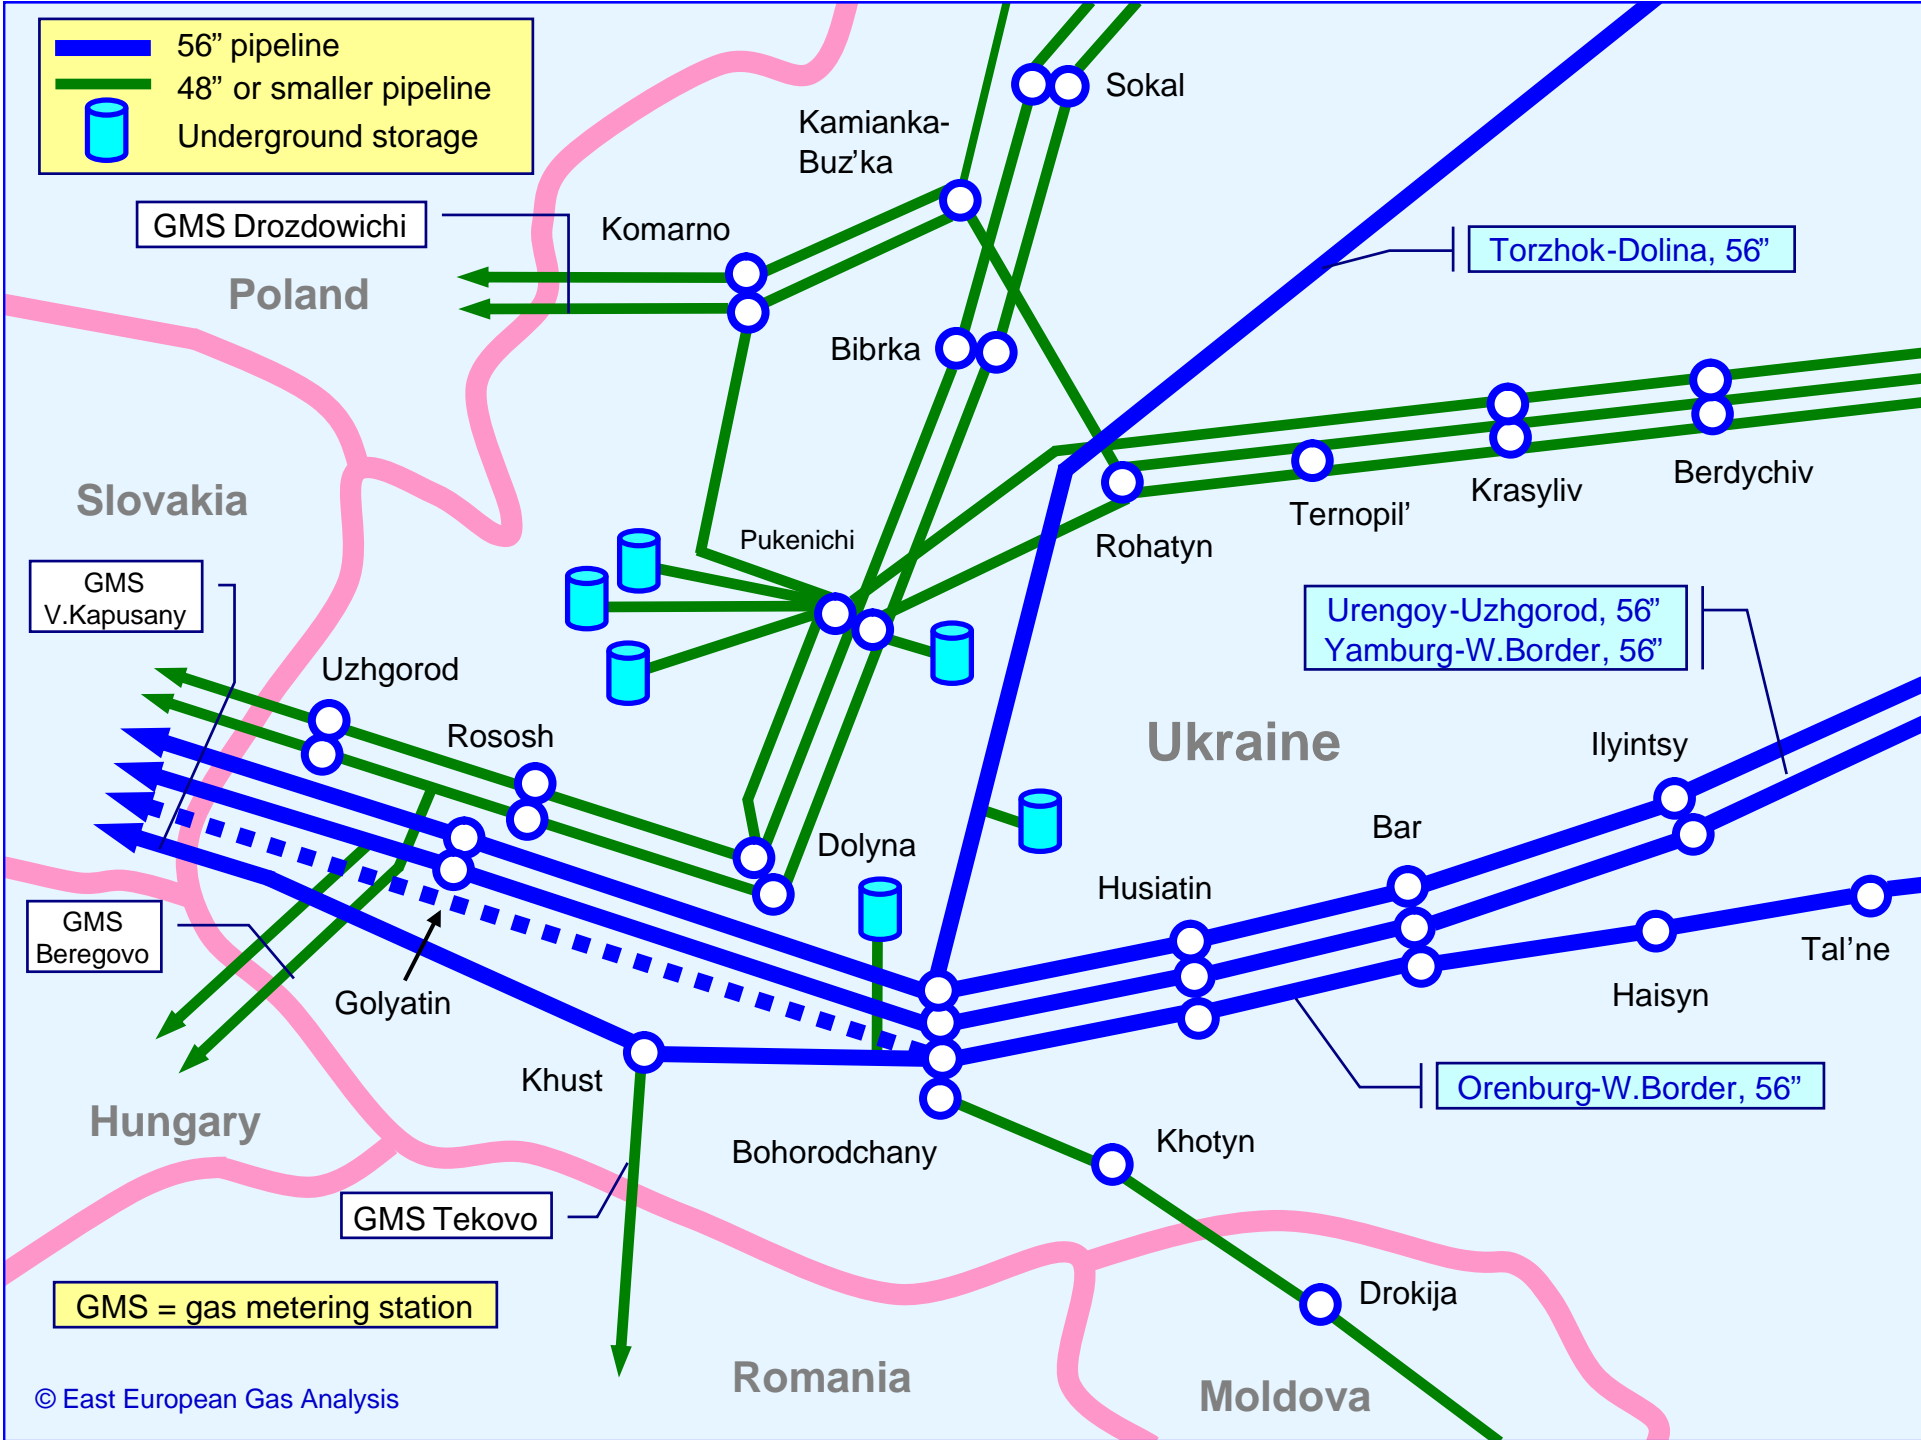 56” pipeline
48” or smaller pipeline
Underground storage
Sokal
Kamianka-
Buz’ka
GMS Drozdowichi
Komarno
Torzhok-Dolina, 56”
Poland
Bibrka
Slovakia
Berdychiv
Krasyliv
Ternopil’
Pukenichi
Rohatyn
GMS
V.Kapusany
Urengoy-Uzhgorod, 56”
Yamburg-W.Border, 56”
Uzhgorod
Rososh
Ukraine
Ilyintsy
Bar
Dolyna
Husiatin
GMS
Beregovo
Tal’ne
Golyatin
Haisyn
Khust
Orenburg-W.Border, 56”
Hungary
Bohorodchany
Khotyn
GMS Tekovo
GMS = gas metering station
Drokija
Romania
Moldova
© East European Gas Analysis